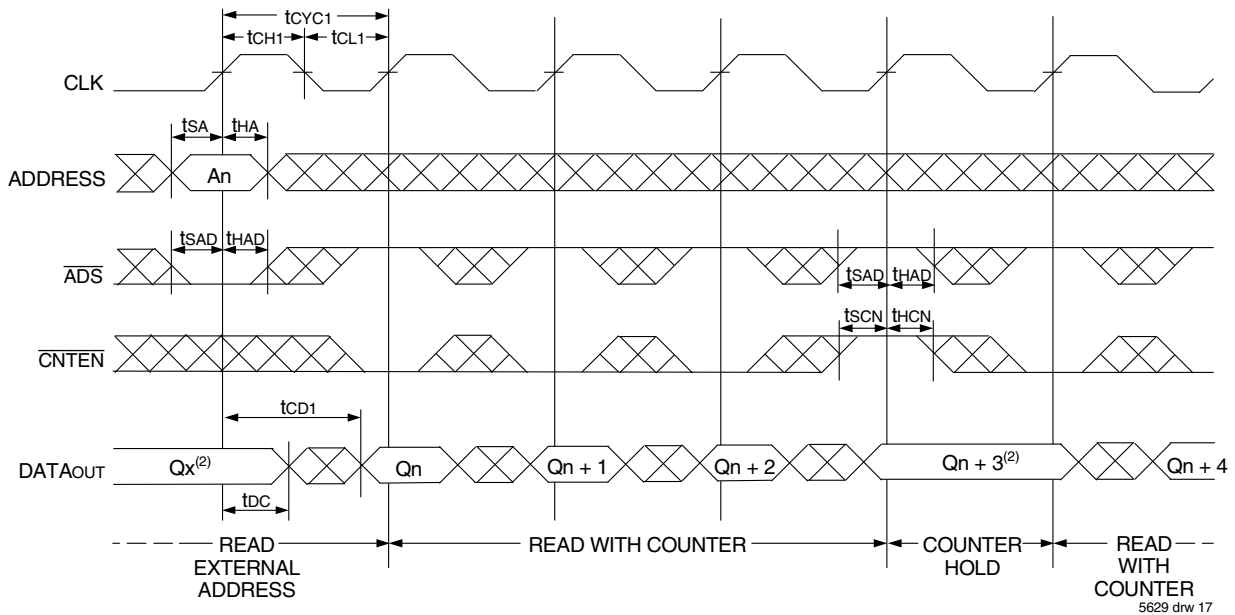 tCYC1
tCH1 tCL1
CLK
tSA tHA
ADDRESS An
tSAD tHAD
ADS
tSAD tHAD
tSCN tHCN
CNTEN
tCD1
DATAOUT Qx(2) Qn Qn + 1 Qn + 2 Qn + 3(2) Qn + 4
tDC
READ EXTERNAL ADDRESS
READ WITH COUNTER
COUNTER HOLD
READ WITH COUNTER
5629 drw 17